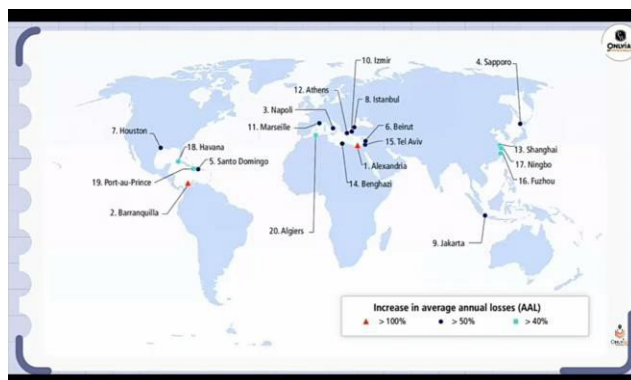 ONLVIA
10. Izmir
4. Sapporo
12. Athens
8. Istanbul
3. Napoli
11. Marseille
6. Beirut
7. Houston
15. Tel Aviv
18. Havana
13. Shanghai
5. Santo Domingo
1. Alexandria
17. Ningbo
19. Port-au-Prince
14. Benghazi
16. Fuzhou
2. Barranquilla
20. Algiers
9. Jakarta
Increase in average annual losses (AAL)
> 100% > 50% > 40%
ONLVIA